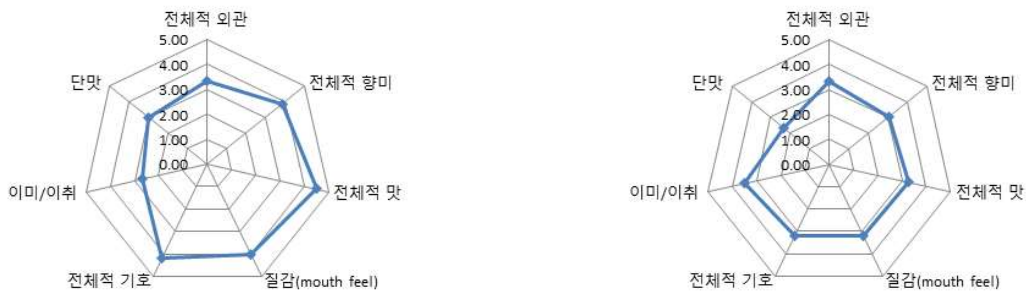 전체적 외관
5.00
4.00
3.00
2.00
1.00
0.00
전체적 향미
전체적 맛
질감(mouth feel)
전체적 기호
이미/이취
단맛
전체적 외관
5.00
4.00
3.00
2.00
1.00
0.00
전체적 향미
전체적 맛
질감(mouth feel)
전체적 기호
이미/이취
단맛